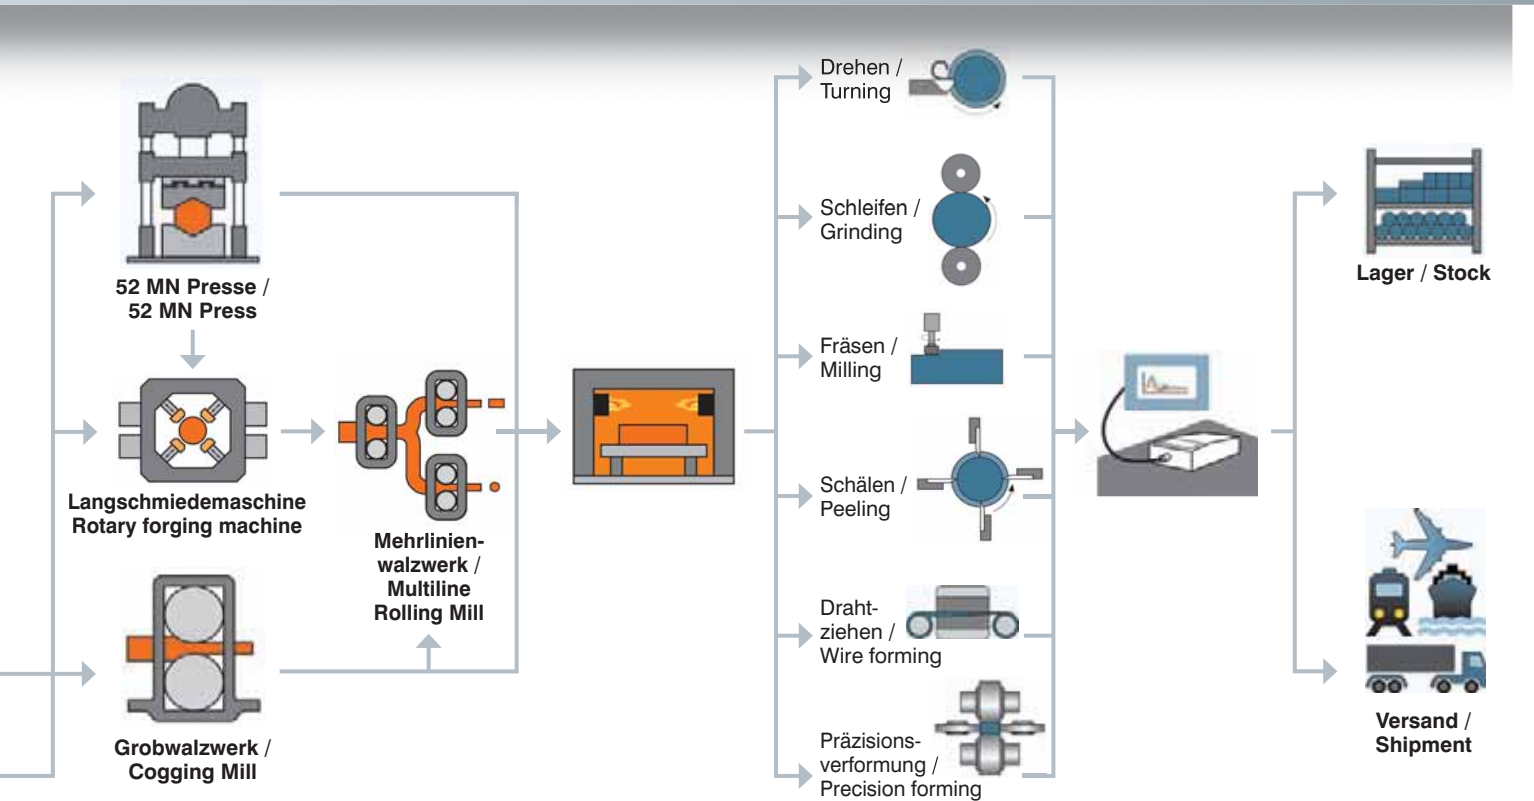 52 MN Presse /
52 MN Press
Langschmiedemaschine
Rotary forging machine
Grobwalzwerk /
Cogging Mill
Mehrlinien-
walzwerk /
Multiline
Rolling Mill
Drehen /
Turning
Schleifen /
Grinding
Fräsen /
Milling
Schälen /
Peeling
Draht-
ziehen /
Wire forming
Präzisions-
verformung /
Precision forming
Lager / Stock
Versand /
Shipment